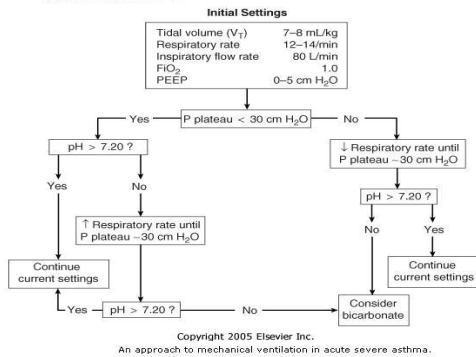 Initial Settings
Tidal volume (VT) 7–8 mL/kg
Respiratory rate 12–14/min
Inspiratory flow rate 80 L/min
FiO2 1.0
PEEP 0–5 cm H2O
Yes
P plateau < 30 cm H2O
No
pH > 7.20 ?
↓ Respiratory rate until
P plateau ~30 cm H2O
Yes
No
pH > 7.20 ?
↑ Respiratory rate until
P plateau ~30 cm H2O
No
Yes
Continue
current settings
Continue
current settings
Yes
pH > 7.20 ?
No
Consider
bicarbonate
Copyright 2005 Elsevier Inc.
An approach to mechanical ventilation in acute severe asthma.